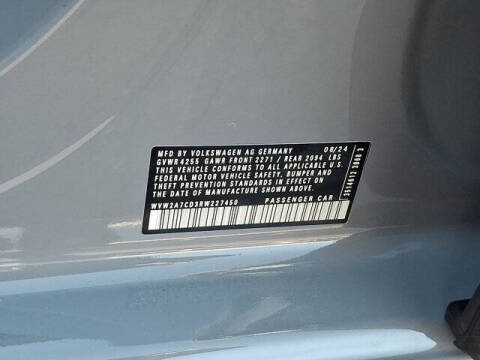 MFD BY VOLKSWAGEN AG GERMANY 08/24
GVWR 4255 GAWR FRONT 2271 / REAR 2094 LBS
THIS VEHICLE CONFORMS TO ALL APPLICABLE U.S.
FEDERAL MOTOR VEHICLE SAFETY, BUMPER AND
THEFT PREVENTION STANDARDS IN EFFECT ON
THE DATE OF MANUFACTURE SHOWN ABOVE.
WVW2A7CD3RW227450 PASSENGER CAR